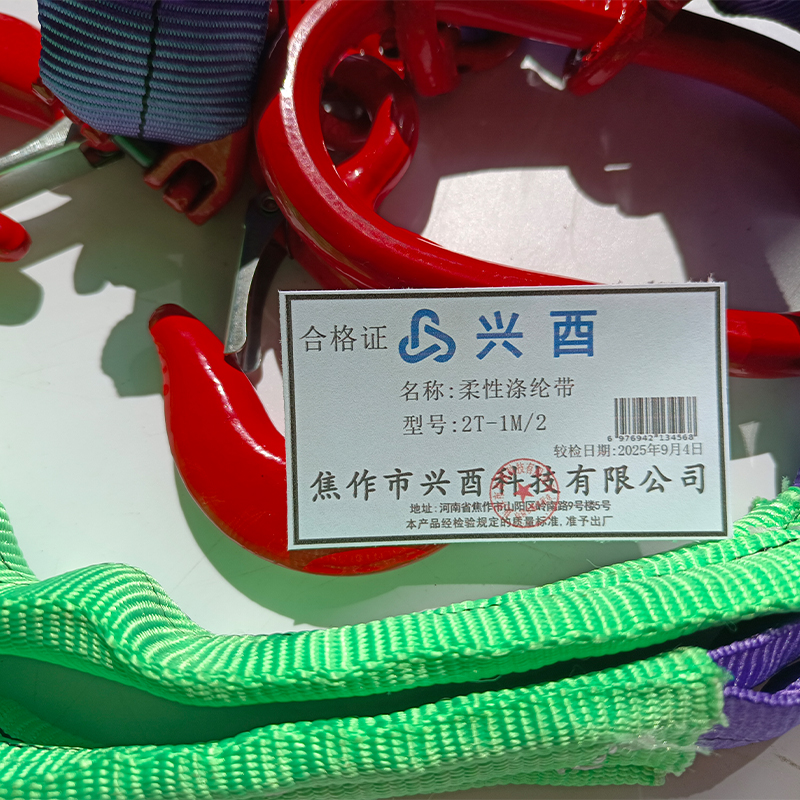 合格证 兴酉
名称:柔性涤纶带
型号:2T-1M/2
6 976942 134568
较检日期:2025年9月4日
焦作市兴酉科技有限公司
地址:河南省焦作市山阳区岭南路9号楼5号
本产品经检验规定的质量标准,准予出厂